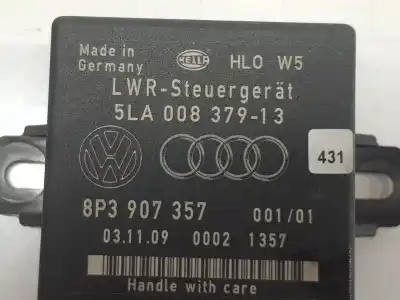 Made in Germany HELLA HLO W5
LWR-Steuergerät
5LA 008 379-13
431
8P3 907 357 001/01
03.11.09 0002 1357
Handle with care